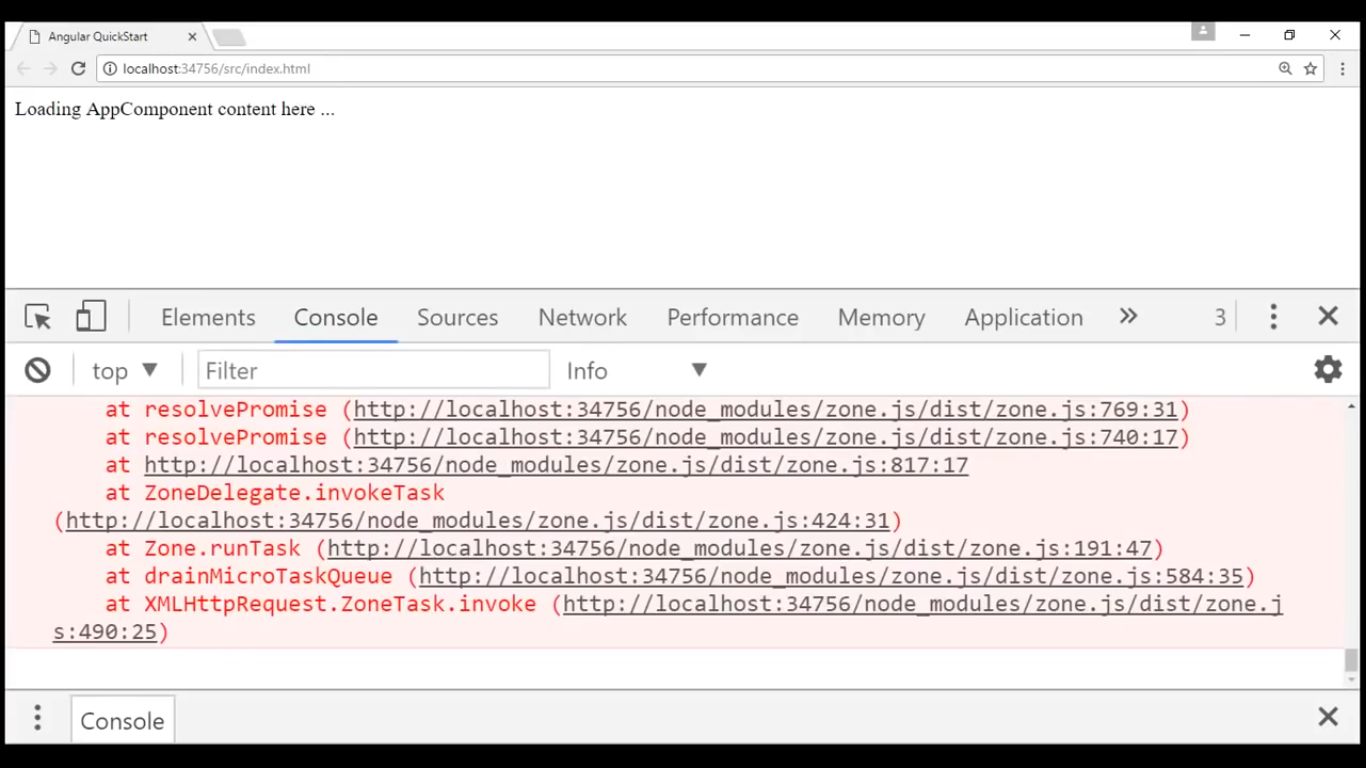 Angular QuickStart
localhost:34756/src/index.html
Loading AppComponent content here ...
Elements Console Sources Network Performance Memory Application 3
top Filter Info
at resolvePromise (http://localhost:34756/node_modules/zone.js/dist/zone.js:769:31)
at resolvePromise (http://localhost:34756/node_modules/zone.js/dist/zone.js:740:17)
at http://localhost:34756/node_modules/zone.js/dist/zone.js:817:17
at ZoneDelegate.invokeTask
(http://localhost:34756/node_modules/zone.js/dist/zone.js:424:31)
at Zone.runTask (http://localhost:34756/node_modules/zone.js/dist/zone.js:191:47)
at drainMicroTaskQueue (http://localhost:34756/node_modules/zone.js/dist/zone.js:584:35)
at XMLHttpRequest.ZoneTask.invoke (http://localhost:34756/node_modules/zone.js/dist/zone.j
s:490:25)
Console